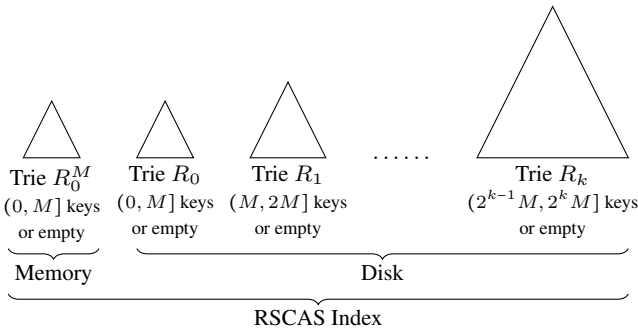 Trie R_0^M Trie R_0 Trie R_1 ...... Trie R_k
(0, M] keys (0, M] keys (M, 2M] keys (2^{k−1}M, 2^k M] keys
or empty or empty or empty or empty
Memory Disk
RSCAS Index